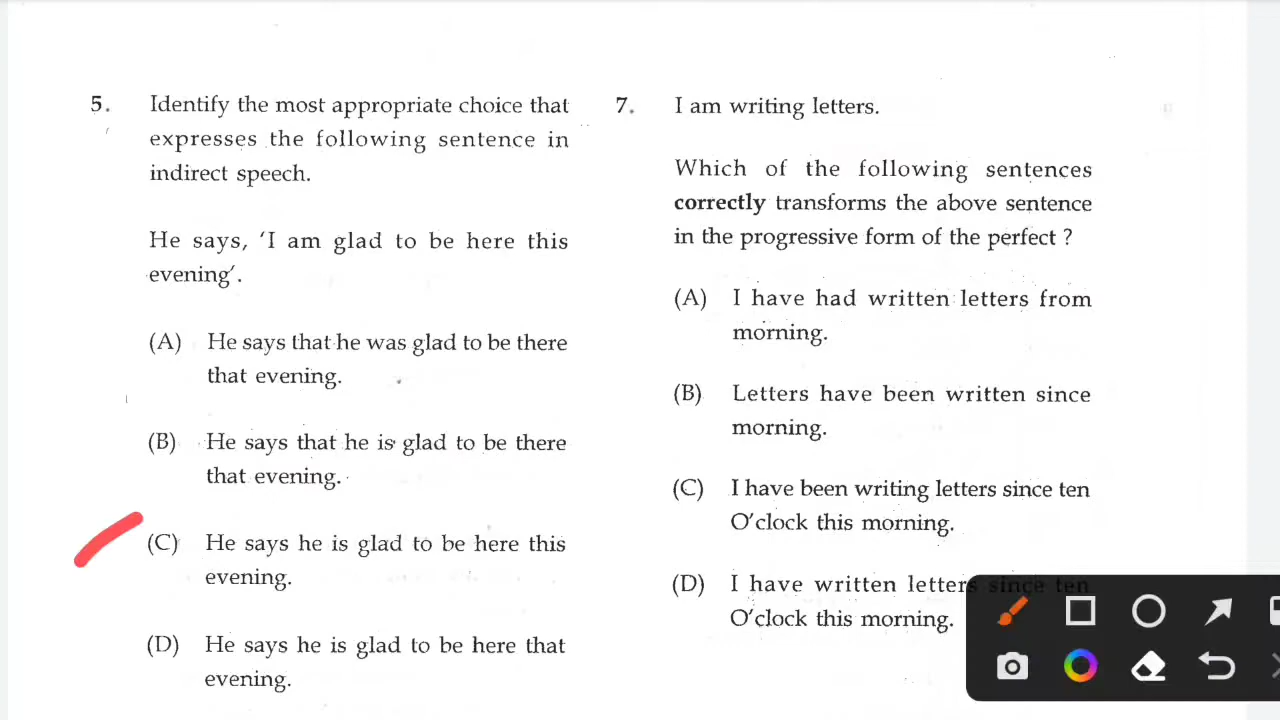 5. Identify the most appropriate choice that
expresses the following sentence in
indirect speech.
He says, 'I am glad to be here this
evening'.
(A) He says that he was glad to be there
that evening.
(B) He says that he is glad to be there
that evening.
(C) He says he is glad to be here this
evening.
(D) He says he is glad to be here that
evening.
7. I am writing letters.
Which of the following sentences
correctly transforms the above sentence
in the progressive form of the perfect ?
(A) I have had written letters from
morning.
(B) Letters have been written since
morning.
(C) I have been writing letters since ten
O'clock this morning.
(D) I have written letters since ten
O'clock this morning.